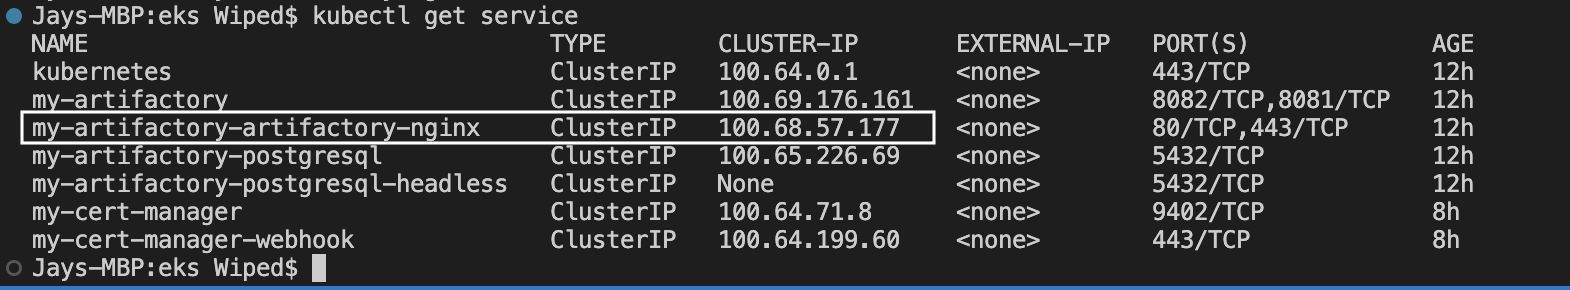 Jays-MBP:eks Wiped$ kubectl get service
NAME TYPE CLUSTER-IP EXTERNAL-IP PORT(S) AGE
kubernetes ClusterIP 100.64.0.1 <none> 443/TCP 12h
my-artifactory ClusterIP 100.69.176.161 <none> 8082/TCP,8081/TCP 12h
my-artifactory-artifactory-nginx ClusterIP 100.68.57.177 <none> 80/TCP,443/TCP 12h
my-artifactory-postgresql ClusterIP 100.65.226.69 <none> 5432/TCP 12h
my-artifactory-postgresql-headless ClusterIP None <none> 5432/TCP 12h
my-cert-manager ClusterIP 100.64.71.8 <none> 9402/TCP 8h
my-cert-manager-webhook ClusterIP 100.64.199.60 <none> 443/TCP 8h
Jays-MBP:eks Wiped$